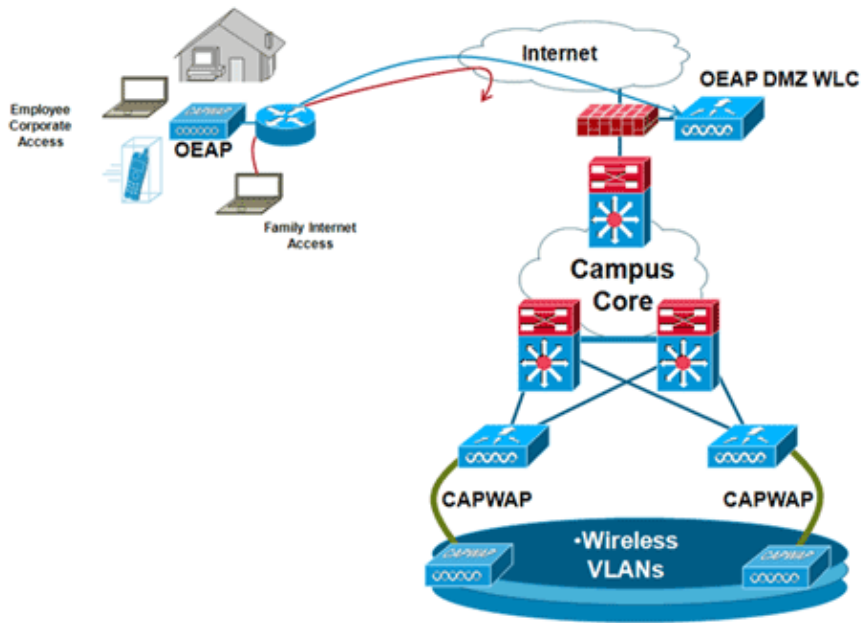 Internet
OEAP DMZ WLC
Employee
Corporate
Access
CAPWAP
OEAP
Family Internet
Access
Campus
Core
CAPWAP
CAPWAP
•Wireless
VLANs
CAPWAP
CAPWAP